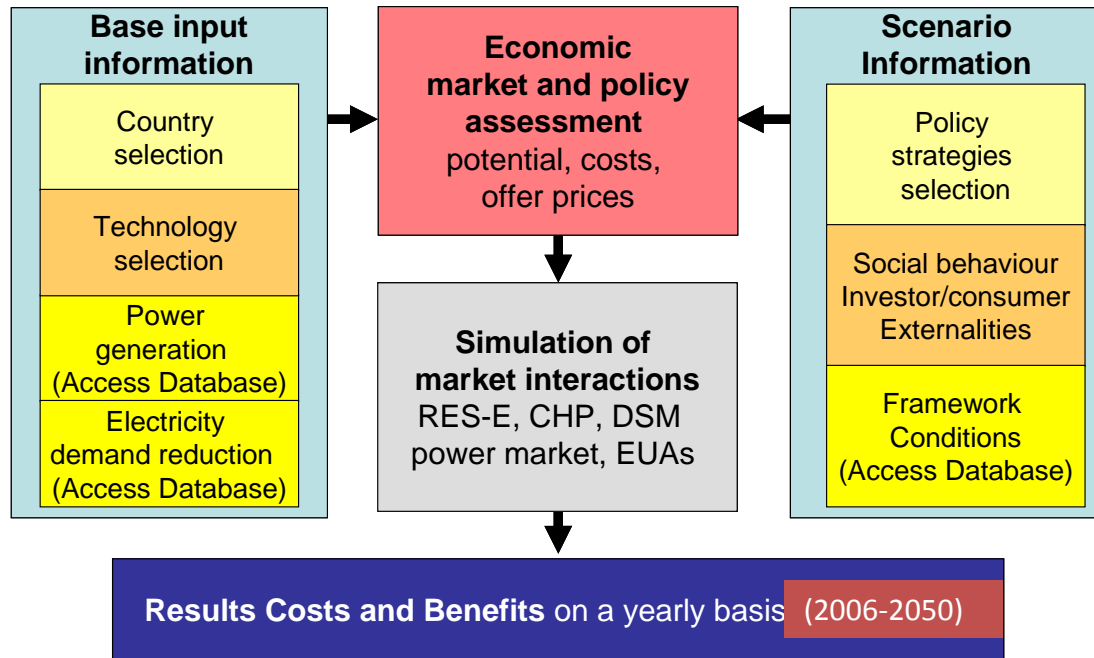 Base input
information
Country
selection
Technology
selection
Power
generation
(Access Database)
Electricity
demand reduction
(Access Database)
Economic
market and policy
assessment
potential, costs,
offer prices
Simulation of
market interactions
RES-E, CHP, DSM
power market, EUAs
Scenario
Information
Policy
strategies
selection
Social behaviour
Investor/consumer
Externalities
Framework
Conditions
(Access Database)
Results Costs and Benefits on a yearly basis (2006-2050)